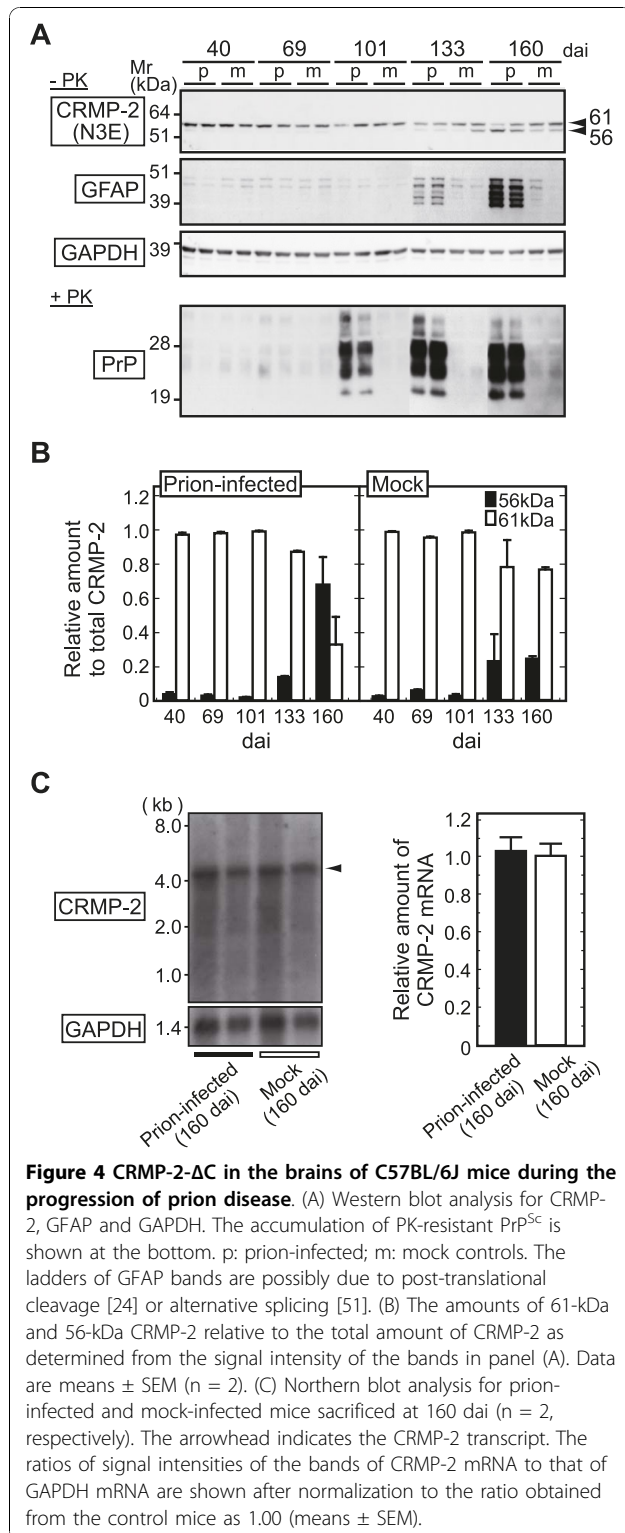 A
40 69 101 133 160 dai
p m p m p m p m p m
- PK
Mr
(kDa)
CRMP-2
(N3E)
64
51
61
56
GFAP
51
39
GAPDH
39
+ PK
PrP
28
19
B
Prion-infected
Mock
56kDa
61kDa
Relative amount
to total CRMP-2
1.2
1.0
0.8
0.6
0.4
0.2
0
40 69 101 133 160
dai
40 69 101 133 160
dai
C
(kb)
8.0
4.0
2.0
1.0
CRMP-2
GAPDH
1.4
Prion-infected
(160 dai)
Mock
(160 dai)
Relative amount of
CRMP-2 mRNA
1.2
1.0
0.8
0.6
0.4
0.2
0
Prion-infected
(160 dai)
Mock
(160 dai)
Figure 4 CRMP-2-ΔC in the brains of C57BL/6J mice during the
progression of prion disease. (A) Western blot analysis for CRMP-
2, GFAP and GAPDH. The accumulation of PK-resistant PrPSc is
shown at the bottom. p: prion-infected; m: mock controls. The
ladders of GFAP bands are possibly due to post-translational
cleavage [24] or alternative splicing [51]. (B) The amounts of 61-kDa
and 56-kDa CRMP-2 relative to the total amount of CRMP-2 as
determined from the signal intensity of the bands in panel (A). Data
are means ± SEM (n = 2). (C) Northern blot analysis for prion-
infected and mock-infected mice sacrificed at 160 dai (n = 2,
respectively). The arrowhead indicates the CRMP-2 transcript. The
ratios of signal intensities of the bands of CRMP-2 mRNA to that of
GAPDH mRNA are shown after normalization to the ratio obtained
from the control mice as 1.00 (means ± SEM).